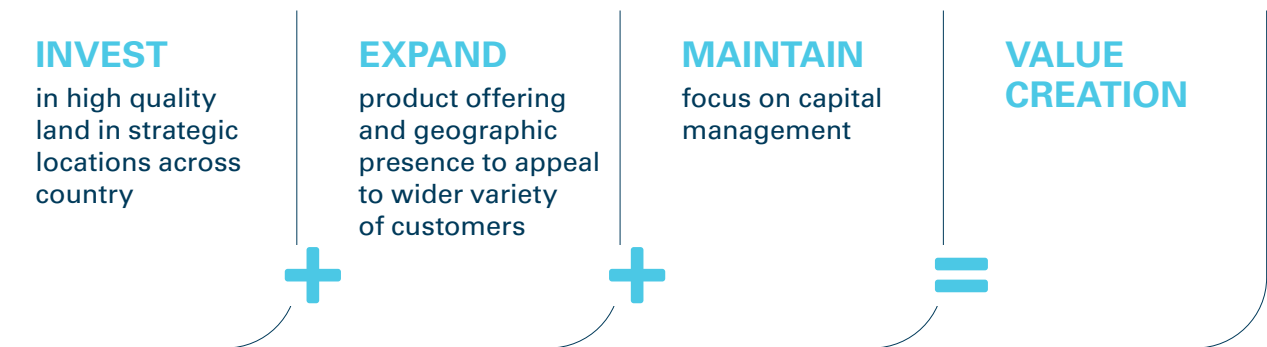 INVEST
in high quality
land in strategic
locations across
country
+
EXPAND
product offering
and geographic
presence to appeal
to wider variety
of customers
+
MAINTAIN
focus on capital
management
=
VALUE
CREATION